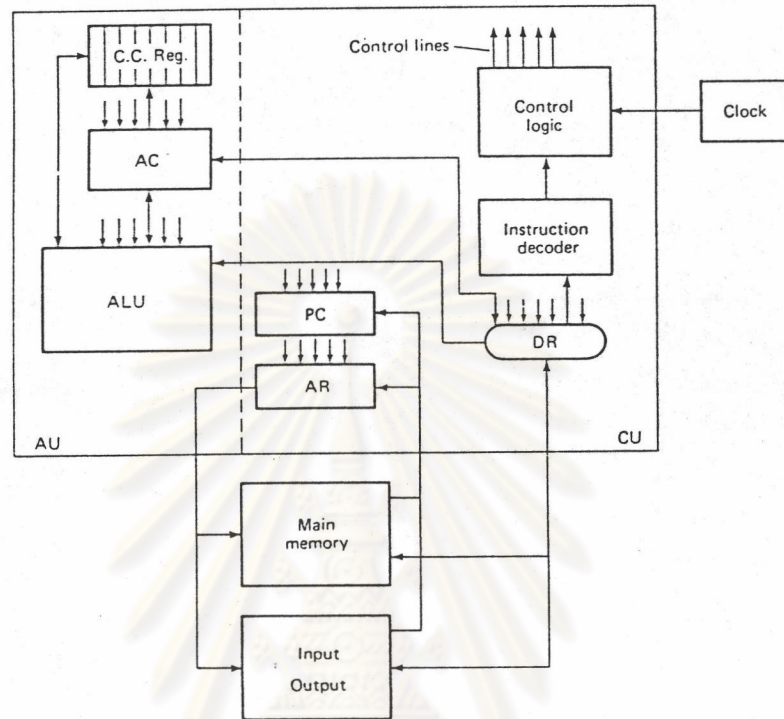 Control lines
C.C. Reg.
Control
logic
Clock
AC
Instruction
decoder
ALU
PC
DR
AR
AU
CU
Main
memory
Input
Output